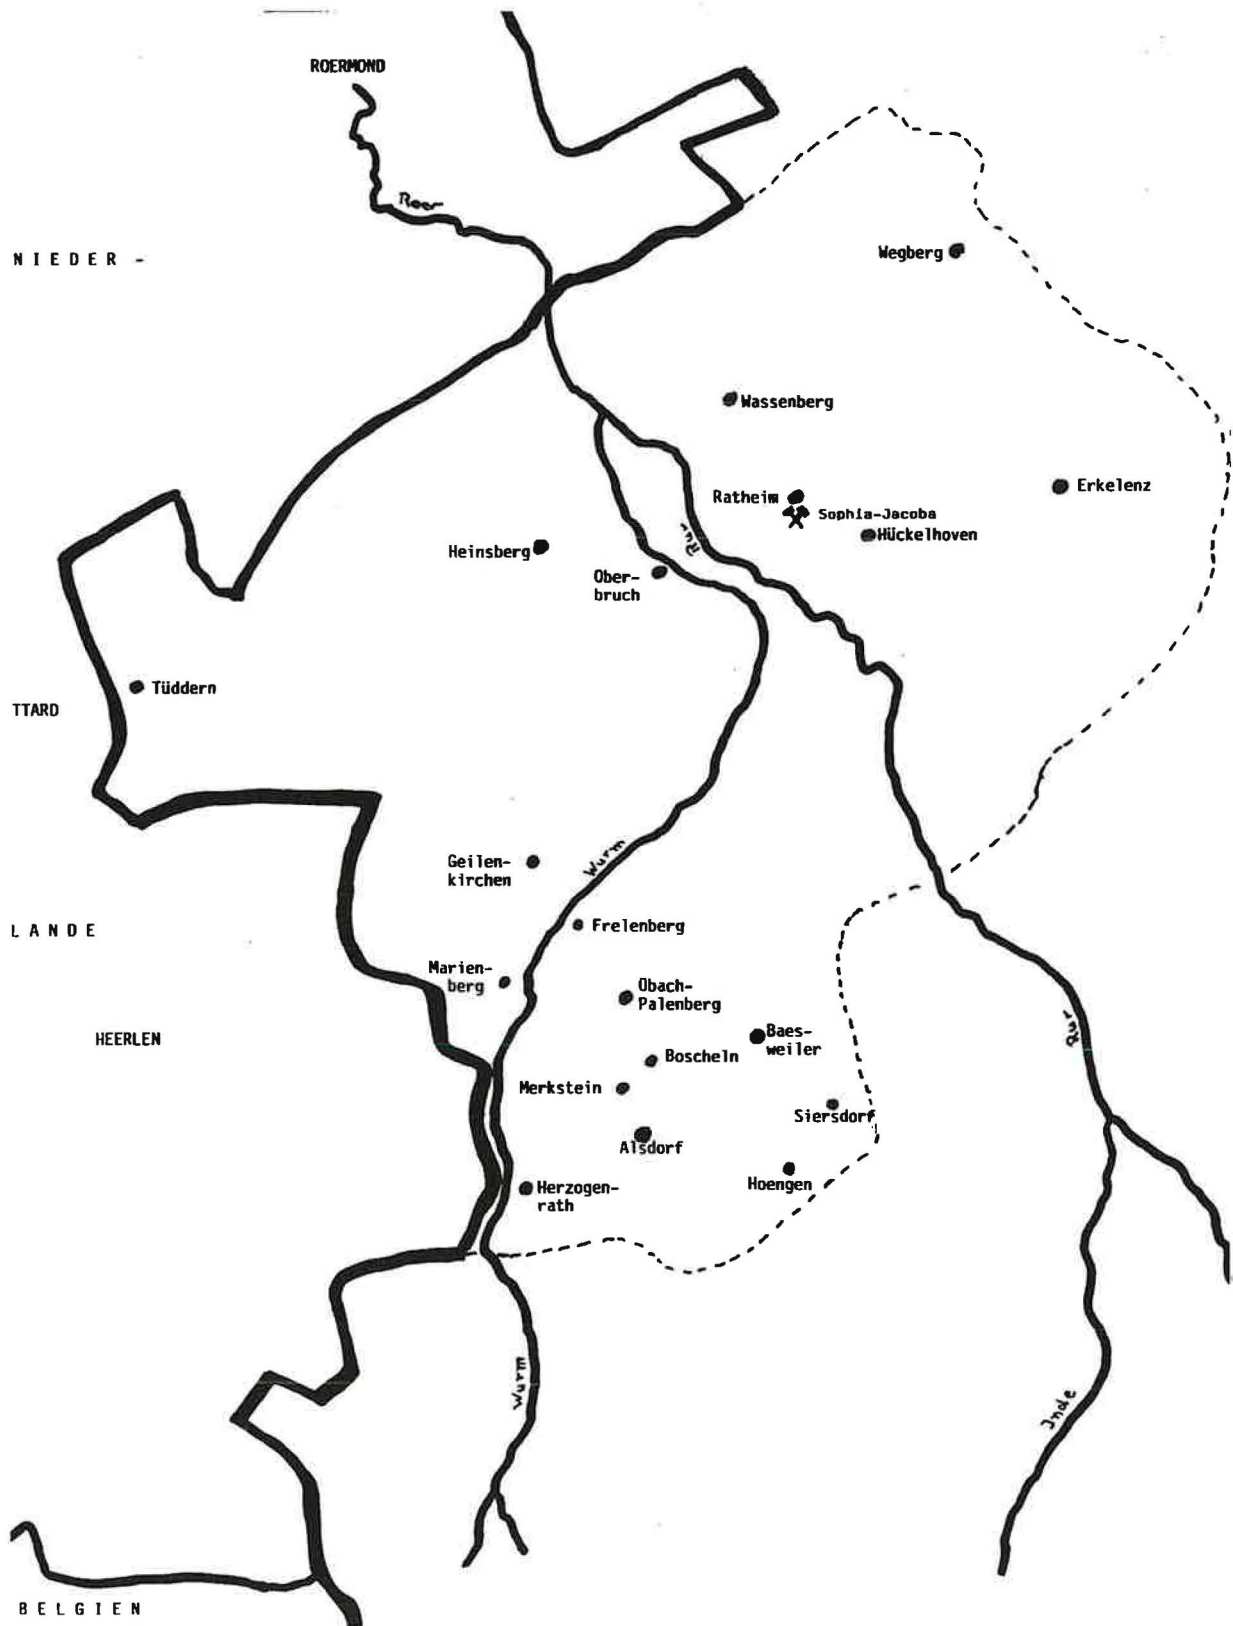 ROERMOND
Roer
NIEDER -
Wegberg
Wassenberg
Erkelenz
Ratheim
Sophia-Jacoba
Hückelhoven
Rur
Heinsberg
Ober-
bruch
Tüddern
TTARD
Geilen-
kirchen
Wurm
Frelenberg
LANDE
Marien-
berg
Obach-
Palenberg
Baes-
weiler
HEERLEN
Rur
Boscheln
Merkstein
Siersdorf
Alsdorf
Hoengen
Herzogen-
rath
Wurm
Inde
BELGIEN